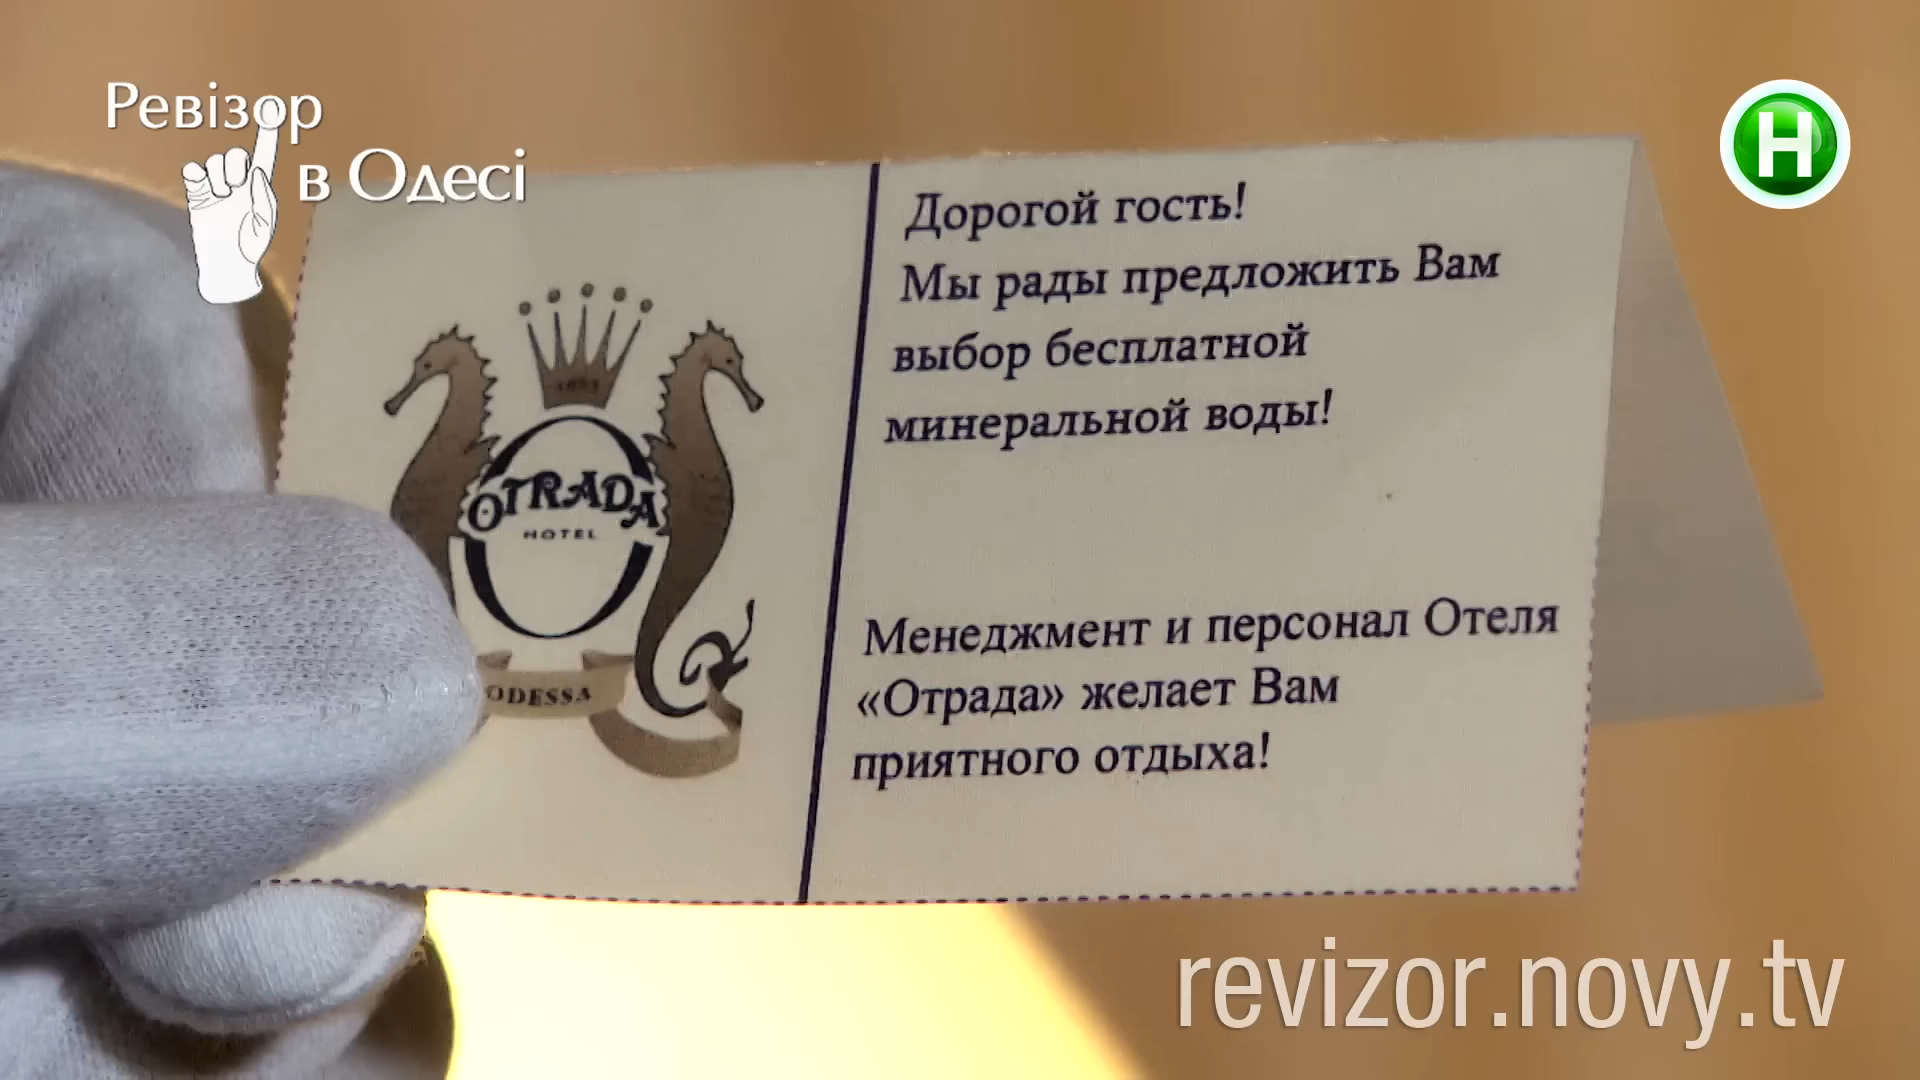 Ревізор
в Одесі
Н
Дорогой гость!
Мы рады предложить Вам
выбор бесплатной
минеральной воды!
OTRADA
HOTEL
ODESSA
Менеджмент и персонал Отеля
«Отрада» желает Вам
приятного отдыха!
revizor.novy.tv